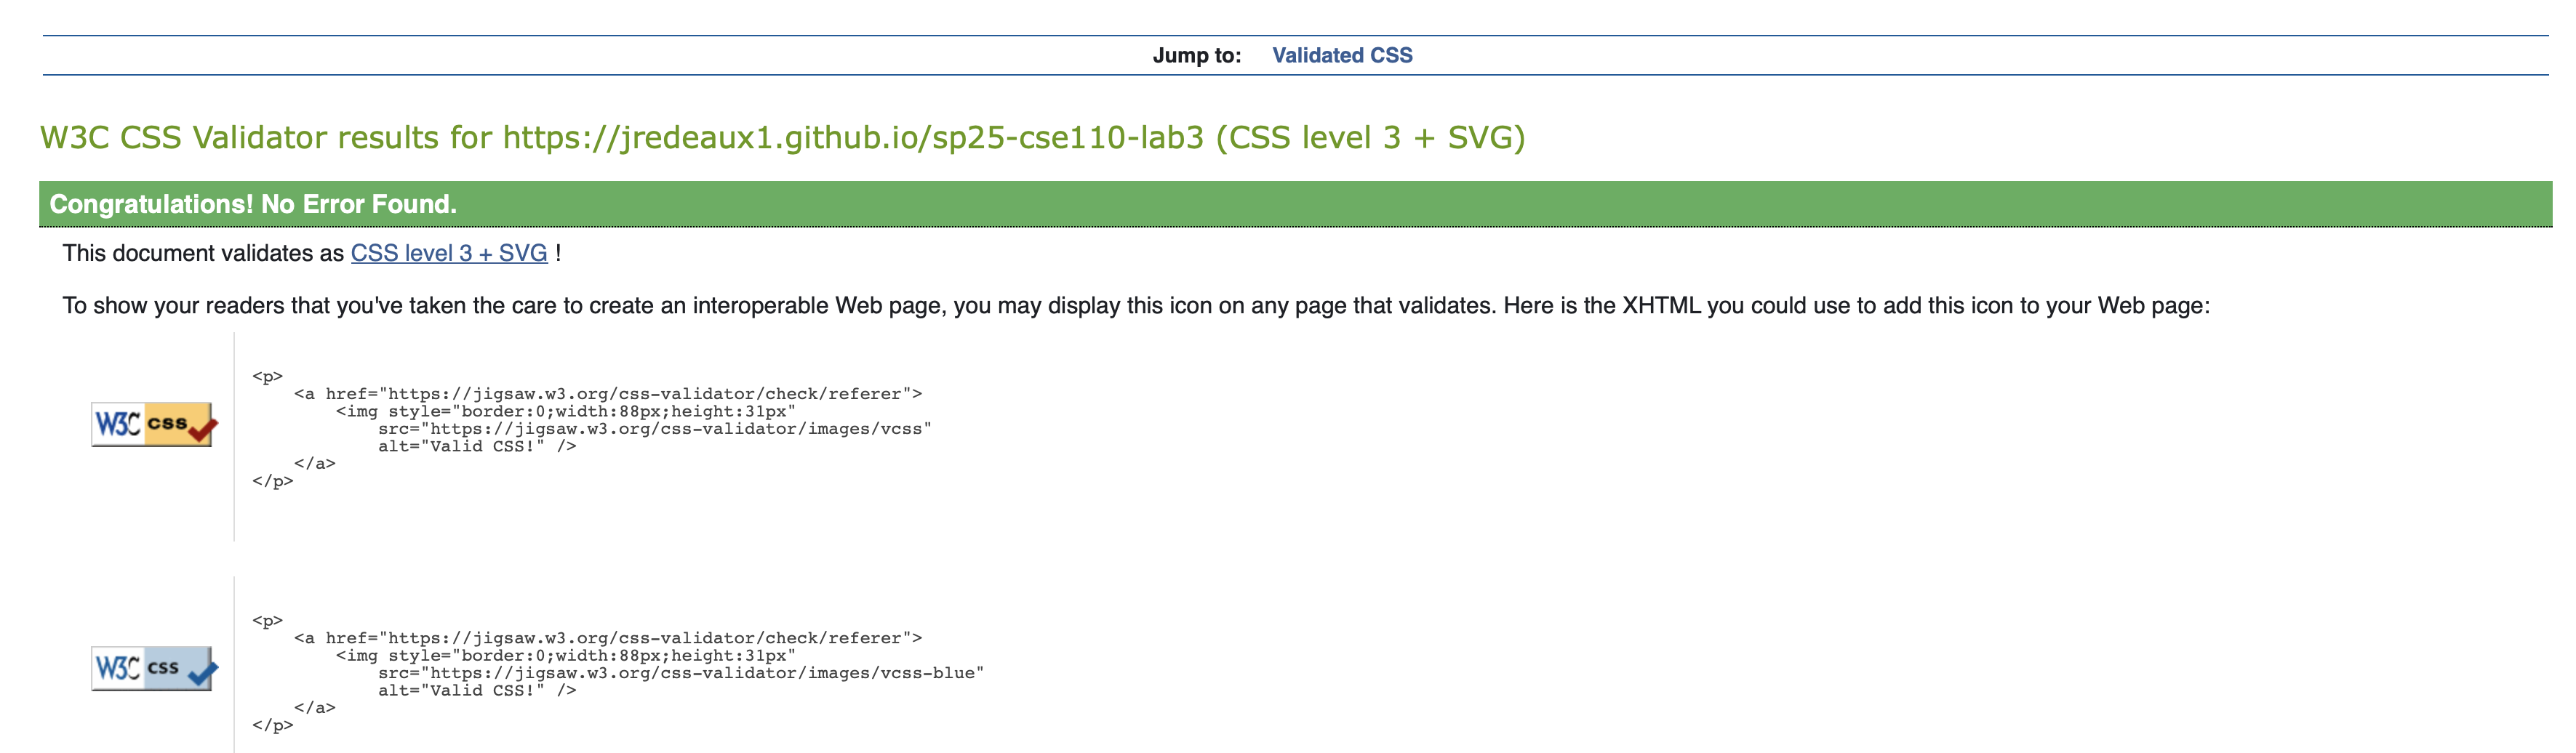 Jump to: Validated CSS
W3C CSS Validator results for https://jredeaux1.github.io/sp25-cse110-lab3 (CSS level 3 + SVG)
Congratulations! No Error Found.
This document validates as CSS level 3 + SVG !
To show your readers that you've taken the care to create an interoperable Web page, you may display this icon on any page that validates. Here is the XHTML you could use to add this icon to your Web page:
W3C css
<p>
    <a href="https://jigsaw.w3.org/css-validator/check/referer">
        <img style="border:0;width:88px;height:31px"
            src="https://jigsaw.w3.org/css-validator/images/vcss"
            alt="Valid CSS!" />
    </a>
</p>
W3C css
<p>
    <a href="https://jigsaw.w3.org/css-validator/check/referer">
        <img style="border:0;width:88px;height:31px"
            src="https://jigsaw.w3.org/css-validator/images/vcss-blue"
            alt="Valid CSS!" />
    </a>
</p>